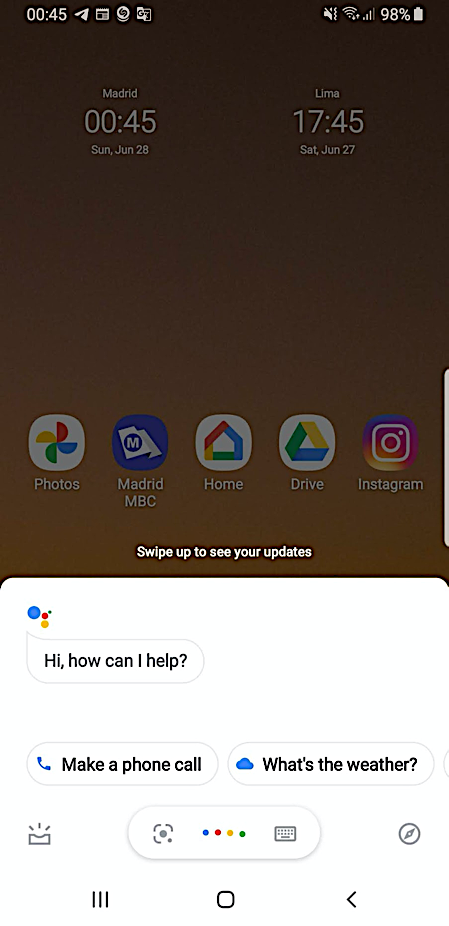 00:45 98%
Madrid Lima
00:45 17:45
Sun, Jun 28 Sat, Jun 27
M
Photos Madrid Home Drive Instagram
MBC
Swipe up to see your updates
Hi, how can I help?
Make a phone call What's the weather?